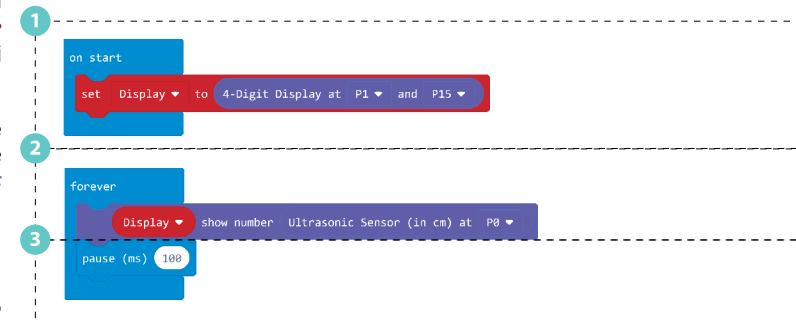 1
on start
set Display to 4-Digit Display at P1 and P15
2
forever
Display show number Ultrasonic Sensor (in cm) at P0
3
pause (ms) 100